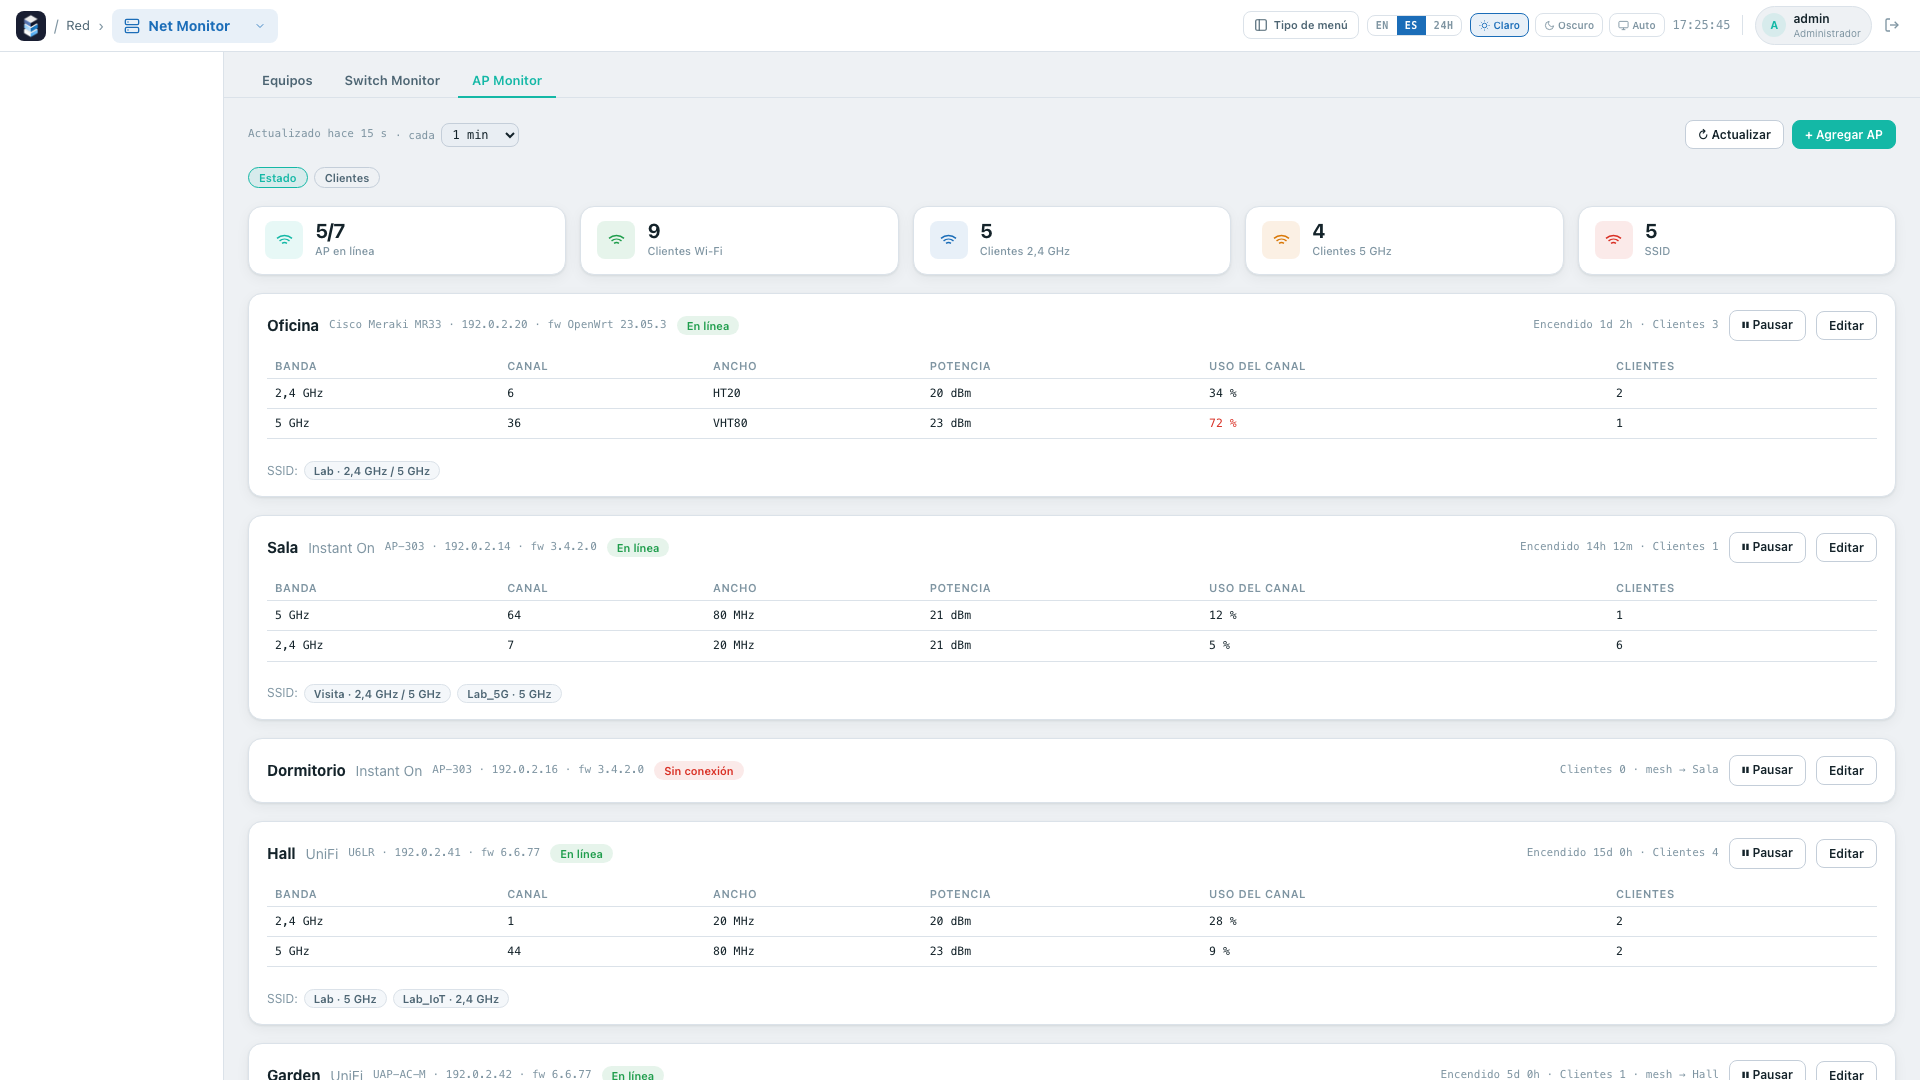 / Red › Net Monitor
Tipo de menú
EN ES 24H
Claro
Oscuro
Auto
17:25:45
A
admin
Administrador
Equipos
Switch Monitor
AP Monitor
Actualizado hace 15 s · cada 1 min
↻ Actualizar
+ Agregar AP
Estado
Clientes
5/7
AP en línea
9
Clientes Wi-Fi
5
Clientes 2,4 GHz
4
Clientes 5 GHz
5
SSID
Oficina Cisco Meraki MR33 · 192.0.2.20 · fw OpenWrt 23.05.3 En línea
Encendido 1d 2h · Clientes 3
Pausar
Editar
BANDA CANAL ANCHO POTENCIA USO DEL CANAL CLIENTES
2,4 GHz 6 HT20 20 dBm 34 % 2
5 GHz 36 VHT80 23 dBm 72 % 1
SSID: Lab · 2,4 GHz / 5 GHz
Sala Instant On AP-303 · 192.0.2.14 · fw 3.4.2.0 En línea
Encendido 14h 12m · Clientes 1
Pausar
Editar
BANDA CANAL ANCHO POTENCIA USO DEL CANAL CLIENTES
5 GHz 64 80 MHz 21 dBm 12 % 1
2,4 GHz 7 20 MHz 21 dBm 5 % 6
SSID: Visita · 2,4 GHz / 5 GHz Lab_5G · 5 GHz
Dormitorio Instant On AP-303 · 192.0.2.16 · fw 3.4.2.0 Sin conexión
Clientes 0 · mesh → Sala
Pausar
Editar
Hall UniFi U6LR · 192.0.2.41 · fw 6.6.77 En línea
Encendido 15d 0h · Clientes 4
Pausar
Editar
BANDA CANAL ANCHO POTENCIA USO DEL CANAL CLIENTES
2,4 GHz 1 20 MHz 20 dBm 28 % 2
5 GHz 44 80 MHz 23 dBm 9 % 2
SSID: Lab · 5 GHz Lab_IoT · 2,4 GHz
Garden UniFi UAP-AC-M · 192.0.2.42 · fw 6.6.77 En línea
Encendido 5d 0h · Clientes 1 · mesh → Hall
Pausar
Editar